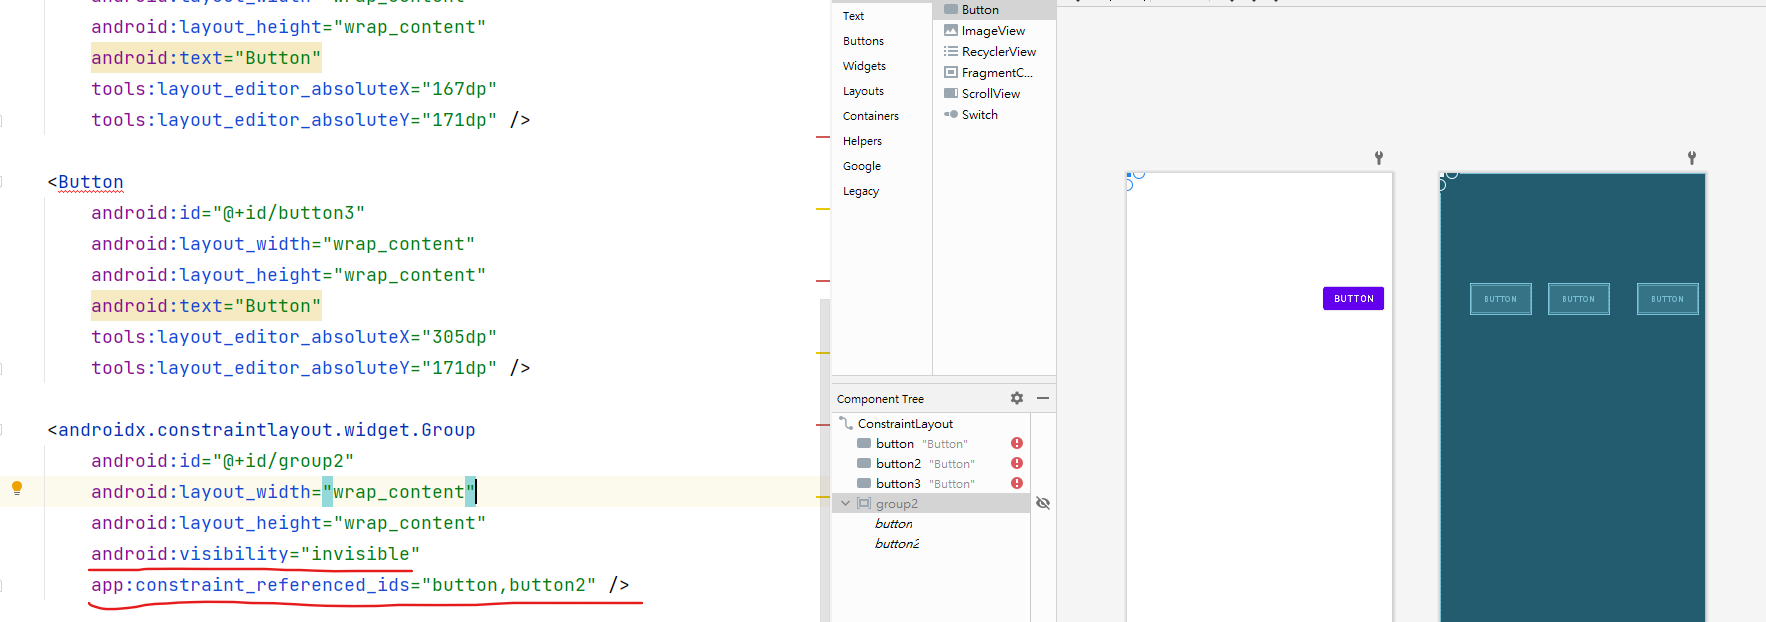 android:layout_height="wrap_content"
android:text="Button"
tools:layout_editor_absoluteX="167dp"
tools:layout_editor_absoluteY="171dp" />
<Button
android:id="@+id/button3"
android:layout_width="wrap_content"
android:layout_height="wrap_content"
android:text="Button"
tools:layout_editor_absoluteX="305dp"
tools:layout_editor_absoluteY="171dp" />
<androidx.constraintlayout.widget.Group
android:id="@+id/group2"
android:layout_width="wrap_content"
android:layout_height="wrap_content"
android:visibility="invisible"
app:constraint_referenced_ids="button,button2" />
Text
Buttons
Widgets
Layouts
Containers
Helpers
Google
Legacy
Button
ImageView
RecyclerView
FragmentC...
ScrollView
Switch
Component Tree
ConstraintLayout
button "Button"
button2 "Button"
button3 "Button"
group2
button
button2
BUTTON
BUTTON BUTTON BUTTON